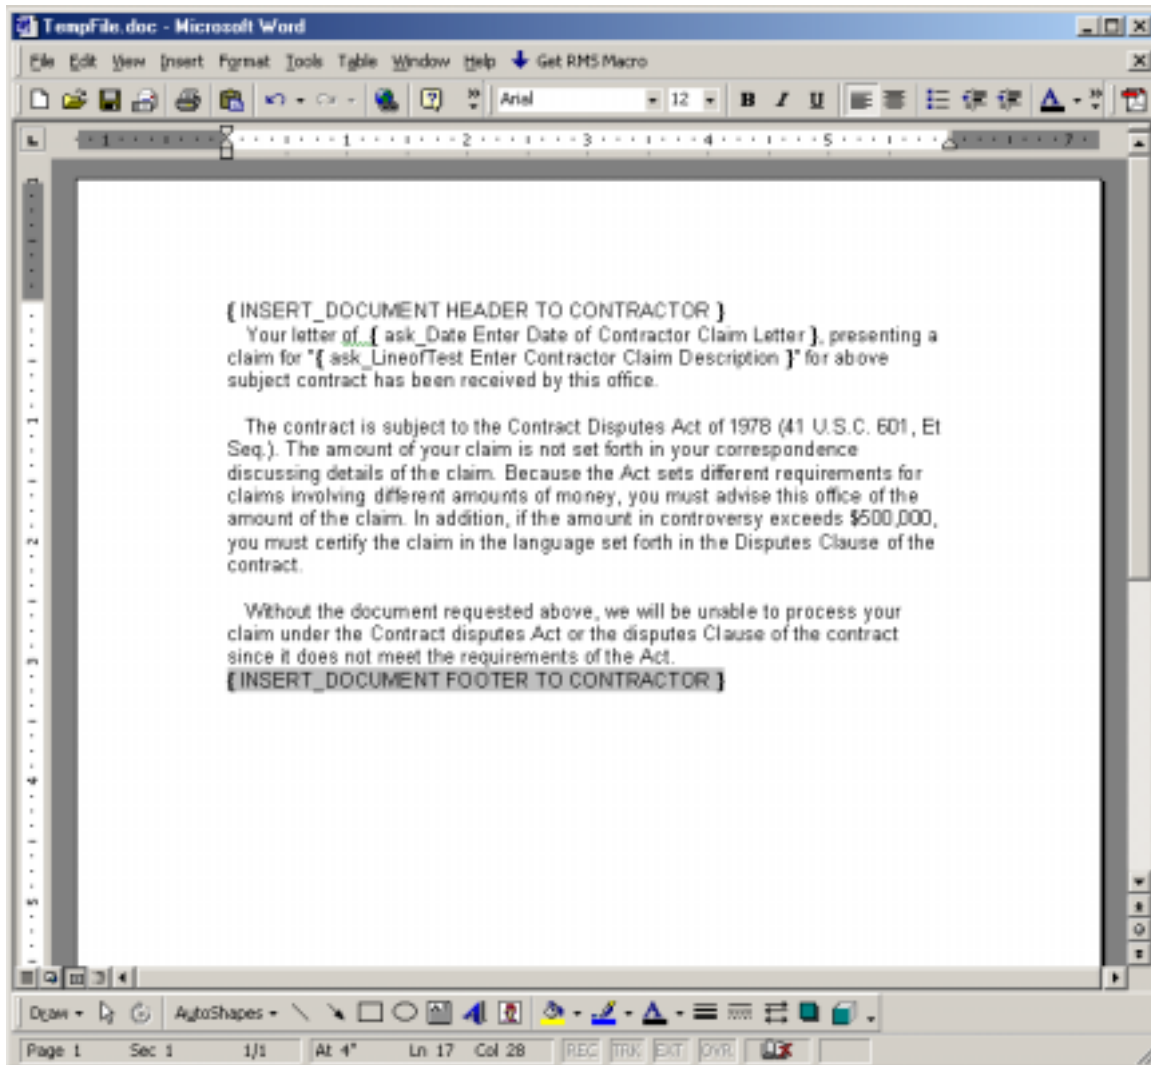 TempFile.doc - Microsoft Word
File Edit View Insert Format Tools Table Window Help Get RMS Macro
Arial 12 B I U A
1 1 2 3 4 5 7
{ INSERT_DOCUMENT HEADER TO CONTRACTOR }
Your letter of { ask_Date Enter Date of Contractor Claim Letter }, presenting a
claim for "{ ask_LineofTest Enter Contractor Claim Description }" for above
subject contract has been received by this office.
The contract is subject to the Contract Disputes Act of 1978 (41 U.S.C. 601, Et
Seq.). The amount of your claim is not set forth in your correspondence
discussing details of the claim. Because the Act sets different requirements for
claims involving different amounts of money, you must advise this office of the
amount of the claim. In addition, if the amount in controversy exceeds $500,000,
you must certify the claim in the language set forth in the Disputes Clause of the
contract.
Without the document requested above, we will be unable to process your
claim under the Contract disputes Act or the disputes Clause of the contract
since it does not meet the requirements of the Act.
{ INSERT_DOCUMENT FOOTER TO CONTRACTOR }
Draw AutoShapes A
Page 1 Sec 1 1/1 At 4" Ln 17 Col 28 REC TRK EXT OVR